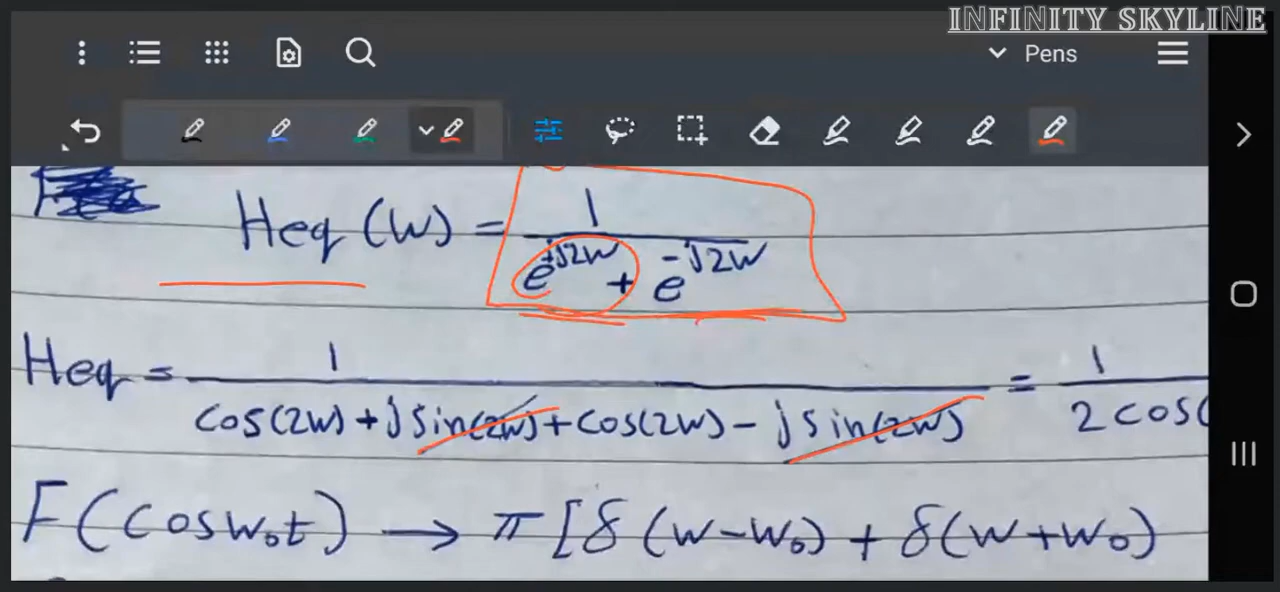 INFINITY SKYLINE
Pens
Heq (W) = 1 / (e^{+j2W} + e^{-j2W})
Heq = 1 / (cos(2W) + j sin(2W) + cos(2W) - j sin(2W)) = 1 / 2 cos(
F(cos W₀t) → π [δ (W-W₀) + δ(W+W₀)